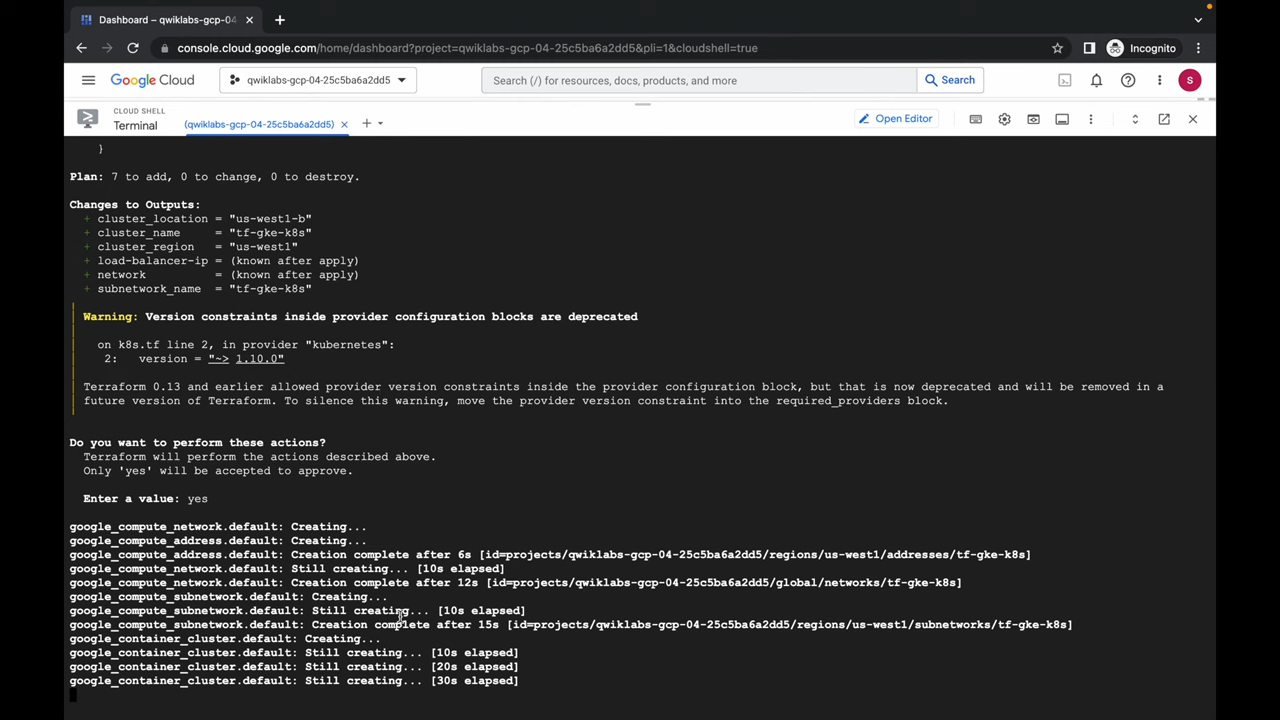 Dashboard – qwiklabs-gcp-04
console.cloud.google.com/home/dashboard?project=qwiklabs-gcp-04-25c5ba6a2dd5&pli=1&cloudshell=true
Incognito
Google Cloud
qwiklabs-gcp-04-25c5ba6a2dd5
Search (/) for resources, docs, products, and more
Search
S
CLOUD SHELL
Terminal
(qwiklabs-gcp-04-25c5ba6a2dd5)
Open Editor
}
Plan: 7 to add, 0 to change, 0 to destroy.
Changes to Outputs:
+ cluster_location = "us-west1-b"
+ cluster_name     = "tf-gke-k8s"
+ cluster_region   = "us-west1"
+ load-balancer-ip = (known after apply)
+ network          = (known after apply)
+ subnetwork_name  = "tf-gke-k8s"
Warning: Version constraints inside provider configuration blocks are deprecated
on k8s.tf line 2, in provider "kubernetes":
2:   version = "~> 1.10.0"
Terraform 0.13 and earlier allowed provider version constraints inside the provider configuration block, but that is now deprecated and will be removed in a
future version of Terraform. To silence this warning, move the provider version constraint into the required_providers block.
Do you want to perform these actions?
Terraform will perform the actions described above.
Only 'yes' will be accepted to approve.
Enter a value: yes
google_compute_network.default: Creating...
google_compute_address.default: Creating...
google_compute_address.default: Creation complete after 6s [id=projects/qwiklabs-gcp-04-25c5ba6a2dd5/regions/us-west1/addresses/tf-gke-k8s]
google_compute_network.default: Still creating... [10s elapsed]
google_compute_network.default: Creation complete after 12s [id=projects/qwiklabs-gcp-04-25c5ba6a2dd5/global/networks/tf-gke-k8s]
google_compute_subnetwork.default: Creating...
google_compute_subnetwork.default: Still creating... [10s elapsed]
google_compute_subnetwork.default: Creation complete after 15s [id=projects/qwiklabs-gcp-04-25c5ba6a2dd5/regions/us-west1/subnetworks/tf-gke-k8s]
google_container_cluster.default: Creating...
google_container_cluster.default: Still creating... [10s elapsed]
google_container_cluster.default: Still creating... [20s elapsed]
google_container_cluster.default: Still creating... [30s elapsed]